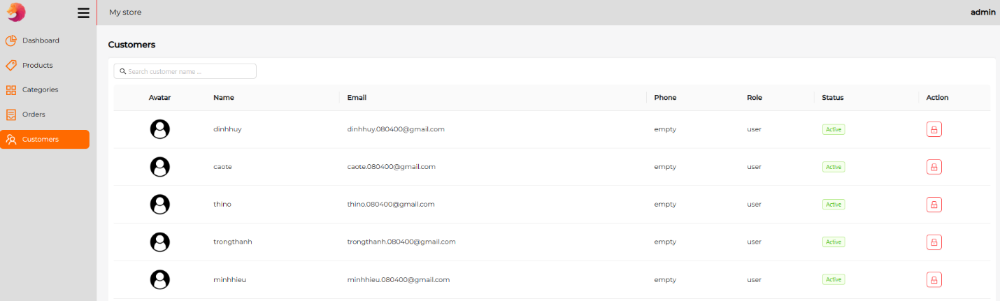 My store admin
Dashboard
Products
Categories
Orders
Customers
Customers
Search customer name ...
Avatar Name Email Phone Role Status Action
dinhhuy dinhhuy.080400@gmail.com empty user Active
caote caote.080400@gmail.com empty user Active
thino thino.080400@gmail.com empty user Active
trongthanh trongthanh.080400@gmail.com empty user Active
minhhieu minhhieu.080400@gmail.com empty user Active